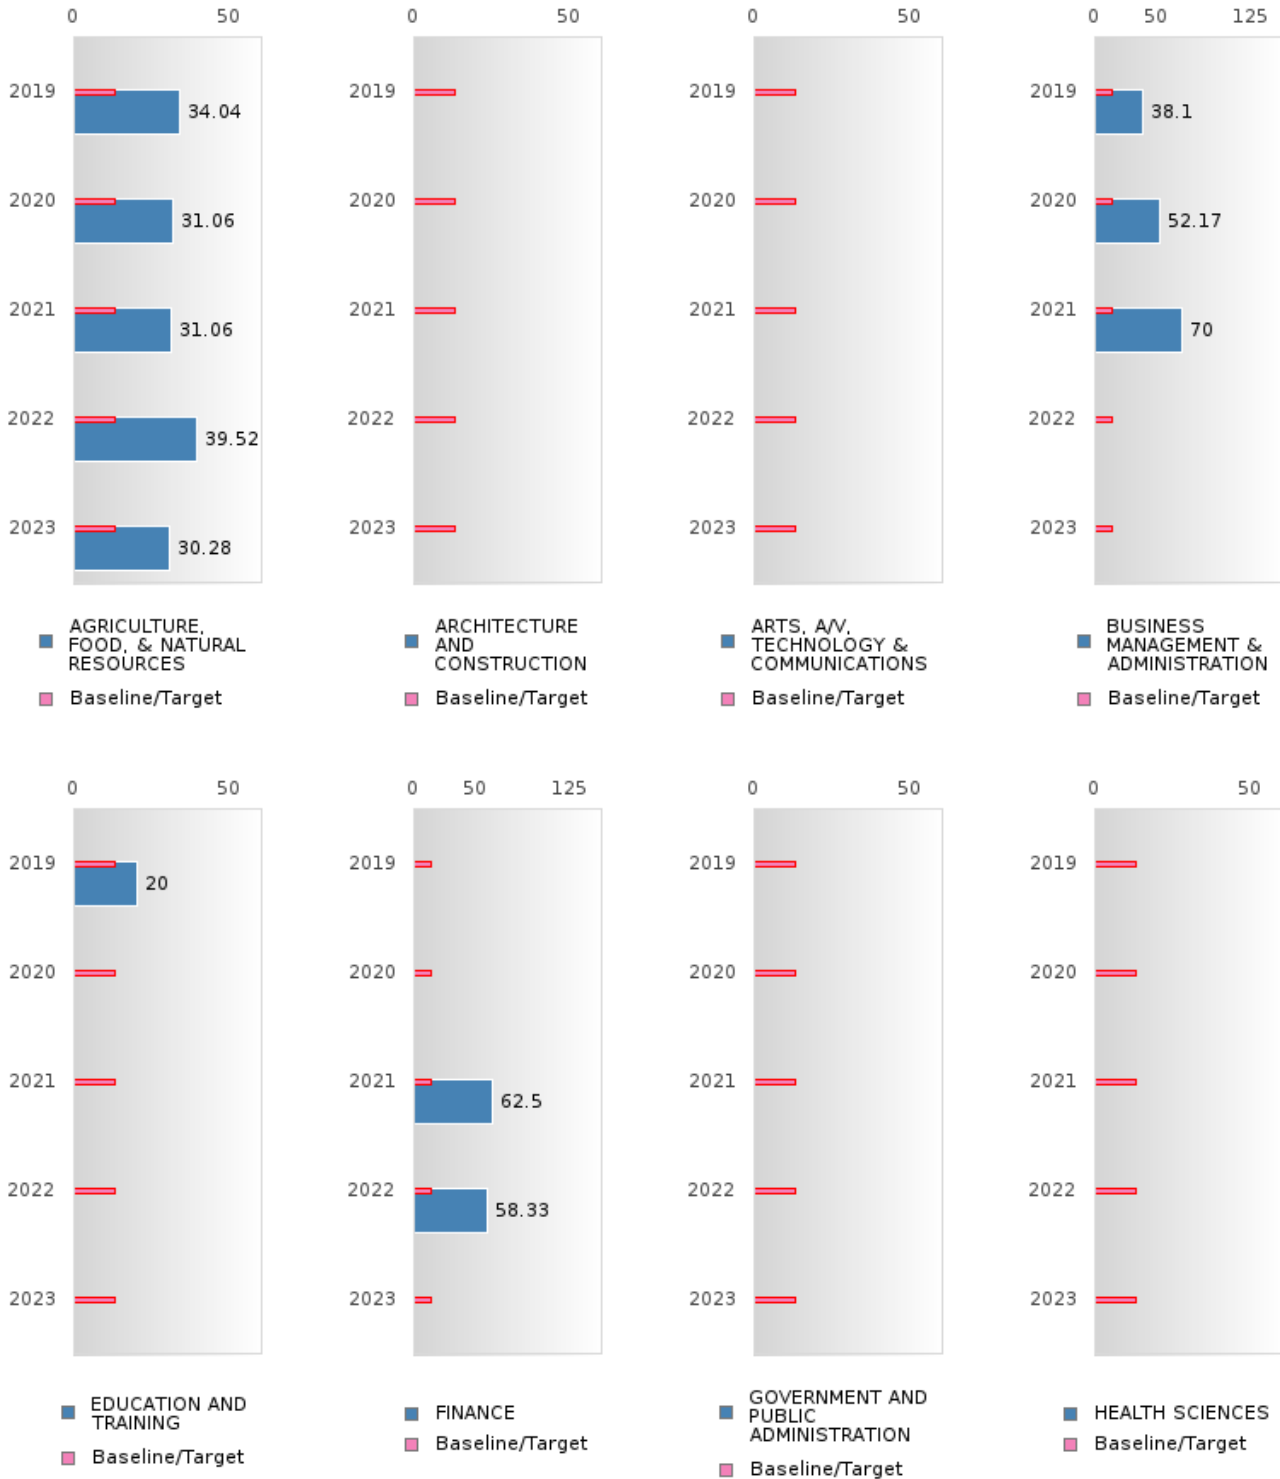 0 50
0 50
0 50
0 50 125
2019
34.04
2020
31.06
2021
31.06
2022
39.52
2023
30.28
AGRICULTURE,
FOOD, & NATURAL
RESOURCES
Baseline/Target
2019
2020
2021
2022
2023
ARCHITECTURE
AND
CONSTRUCTION
Baseline/Target
2019
2020
2021
2022
2023
ARTS, A/V,
TECHNOLOGY &
COMMUNICATIONS
Baseline/Target
2019
38.1
2020
52.17
2021
70
2022
2023
BUSINESS
MANAGEMENT &
ADMINISTRATION
Baseline/Target
0 50
0 50 125
0 50
0 50
2019
20
2020
2021
2022
2023
EDUCATION AND
TRAINING
Baseline/Target
2019
2020
2021
62.5
2022
58.33
2023
FINANCE
Baseline/Target
2019
2020
2021
2022
2023
GOVERNMENT AND
PUBLIC
ADMINISTRATION
Baseline/Target
2019
2020
2021
2022
2023
HEALTH SCIENCES
Baseline/Target